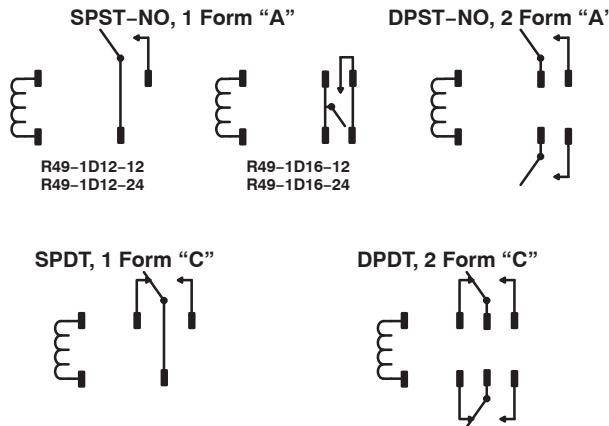 SPST–NO, 1 Form “A”
DPST–NO, 2 Form “A”
R49–1D12–12
R49–1D12–24
R49–1D16–12
R49–1D16–24
SPDT, 1 Form “C”
DPDT, 2 Form “C”